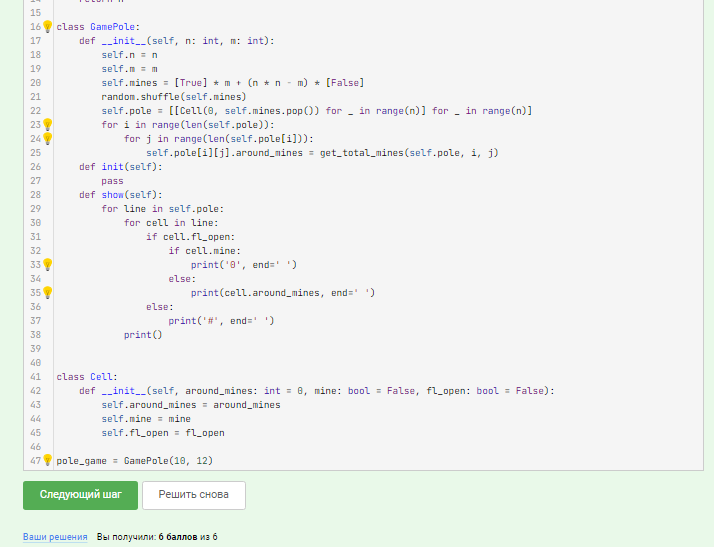 14 return n
15
16 class GamePole:
17     def __init__(self, n: int, m: int):
18         self.n = n
19         self.m = m
20         self.mines = [True] * m + (n * n - m) * [False]
21         random.shuffle(self.mines)
22         self.pole = [[Cell(0, self.mines.pop()) for _ in range(n)] for _ in range(n)]
23         for i in range(len(self.pole)):
24             for j in range(len(self.pole[i])):
25                 self.pole[i][j].around_mines = get_total_mines(self.pole, i, j)
26     def init(self):
27         pass
28     def show(self):
29         for line in self.pole:
30             for cell in line:
31                 if cell.fl_open:
32                     if cell.mine:
33                         print('0', end=' ')
34                     else:
35                         print(cell.around_mines, end=' ')
36                 else:
37                     print('#', end=' ')
38             print()
39
40
41 class Cell:
42     def __init__(self, around_mines: int = 0, mine: bool = False, fl_open: bool = False):
43         self.around_mines = around_mines
44         self.mine = mine
45         self.fl_open = fl_open
46
47 pole_game = GamePole(10, 12)
Следующий шаг Решить снова
Ваши решения Вы получили: 6 баллов из 6